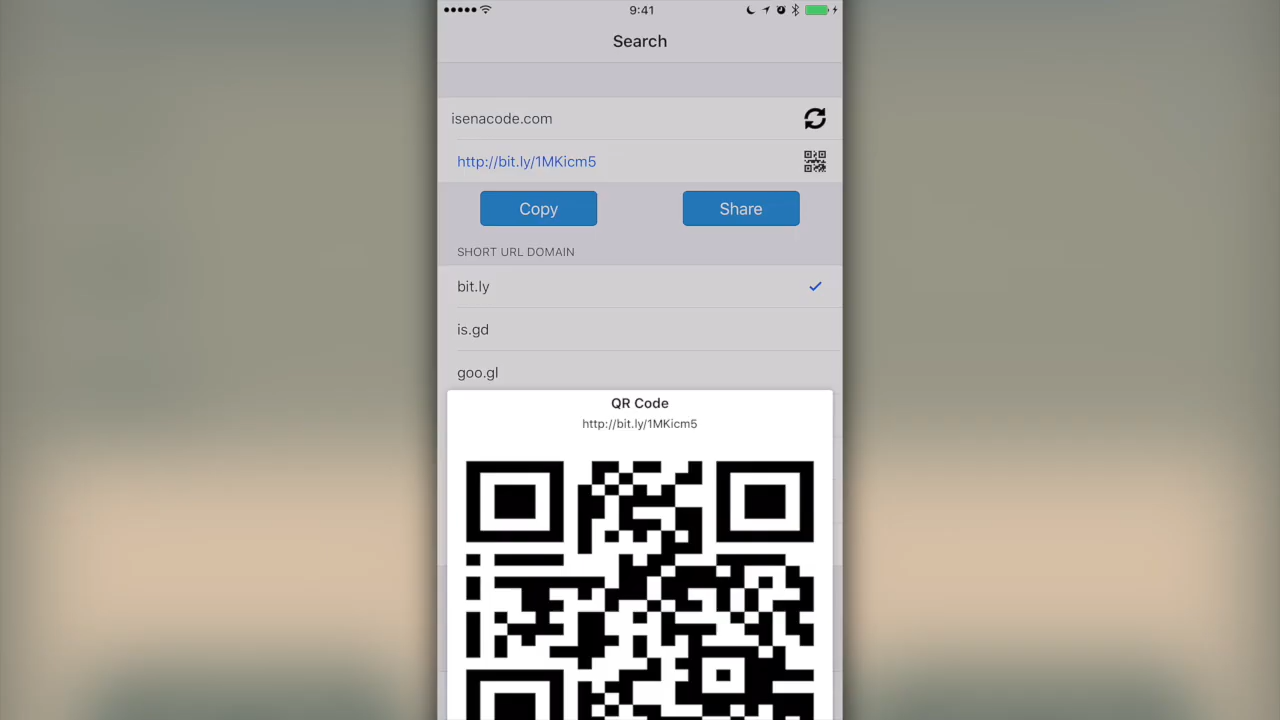 9:41
Search
isenacode.com
http://bit.ly/1MKicm5
Copy
Share
SHORT URL DOMAIN
bit.ly
is.gd
goo.gl
QR Code
http://bit.ly/1MKicm5